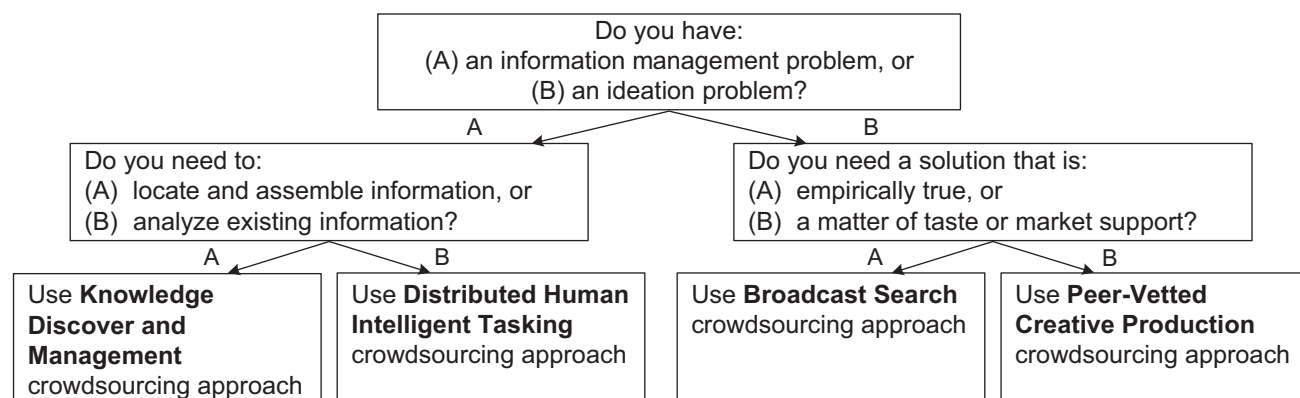 Do you have:
(A) an information management problem, or
(B) an ideation problem?
A
B
Do you need to:
(A) locate and assemble information, or
(B) analyze existing information?
Do you need a solution that is:
(A) empirically true, or
(B) a matter of taste or market support?
A
B
A
B
Use Knowledge
Discover and
Management
crowdsourcing approach
Use Distributed Human
Intelligent Tasking
crowdsourcing approach
Use Broadcast Search
crowdsourcing approach
Use Peer-Vetted
Creative Production
crowdsourcing approach